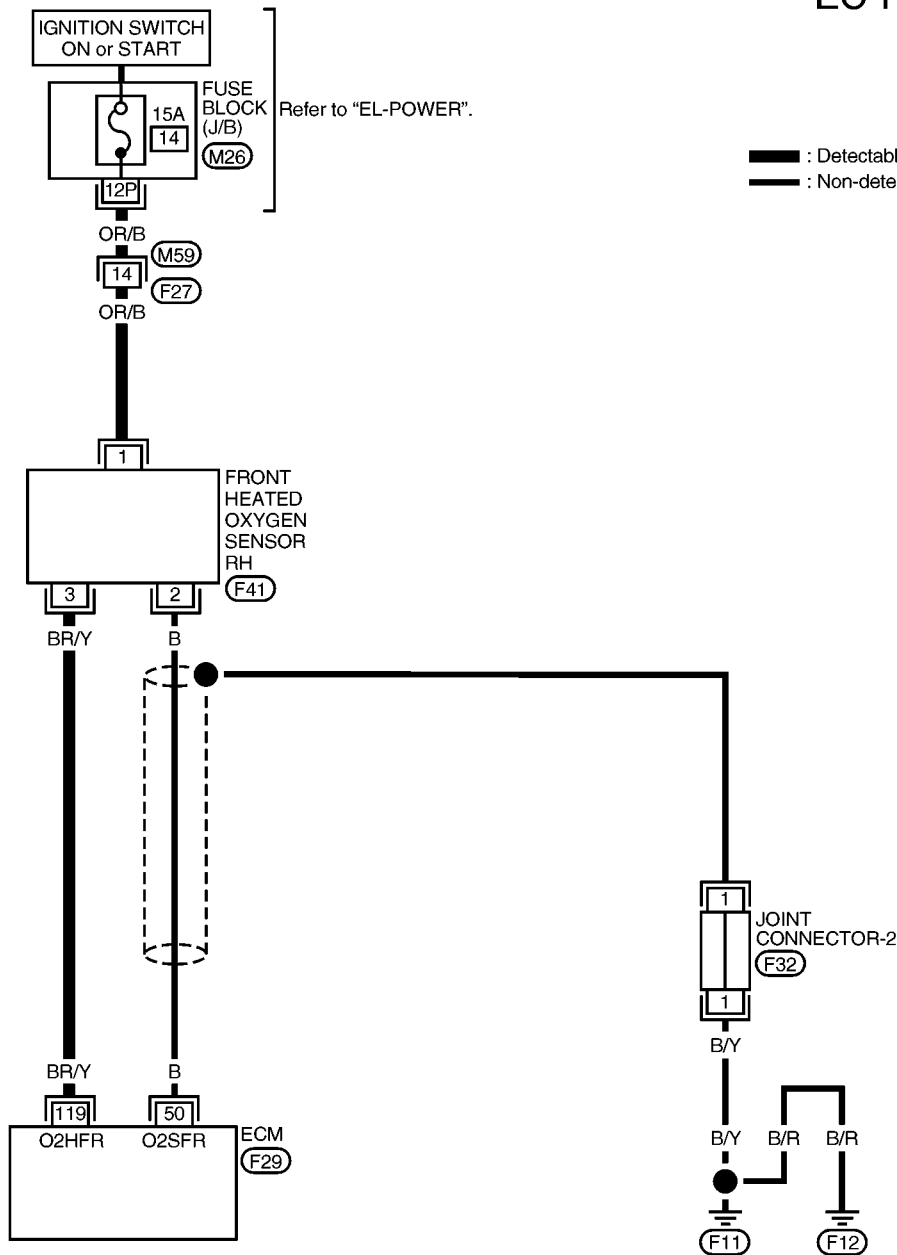 IGNITION SWITCH
ON or START
FUSE
BLOCK
(J/B)
Refer to “EL-POWER”.
15A
14
M26
12P
OR/B
M59
14
F27
OR/B
: Detectabl
: Non-dete
1
FRONT
HEATED
OXYGEN
SENSOR
RH
F41
3
2
BR/Y
B
1
JOINT
CONNECTOR-2
F32
1
B/Y
BR/Y
B
119
50
O2HFR
O2SFR
ECM
F29
B/Y
B/R
B/R
F11
F12